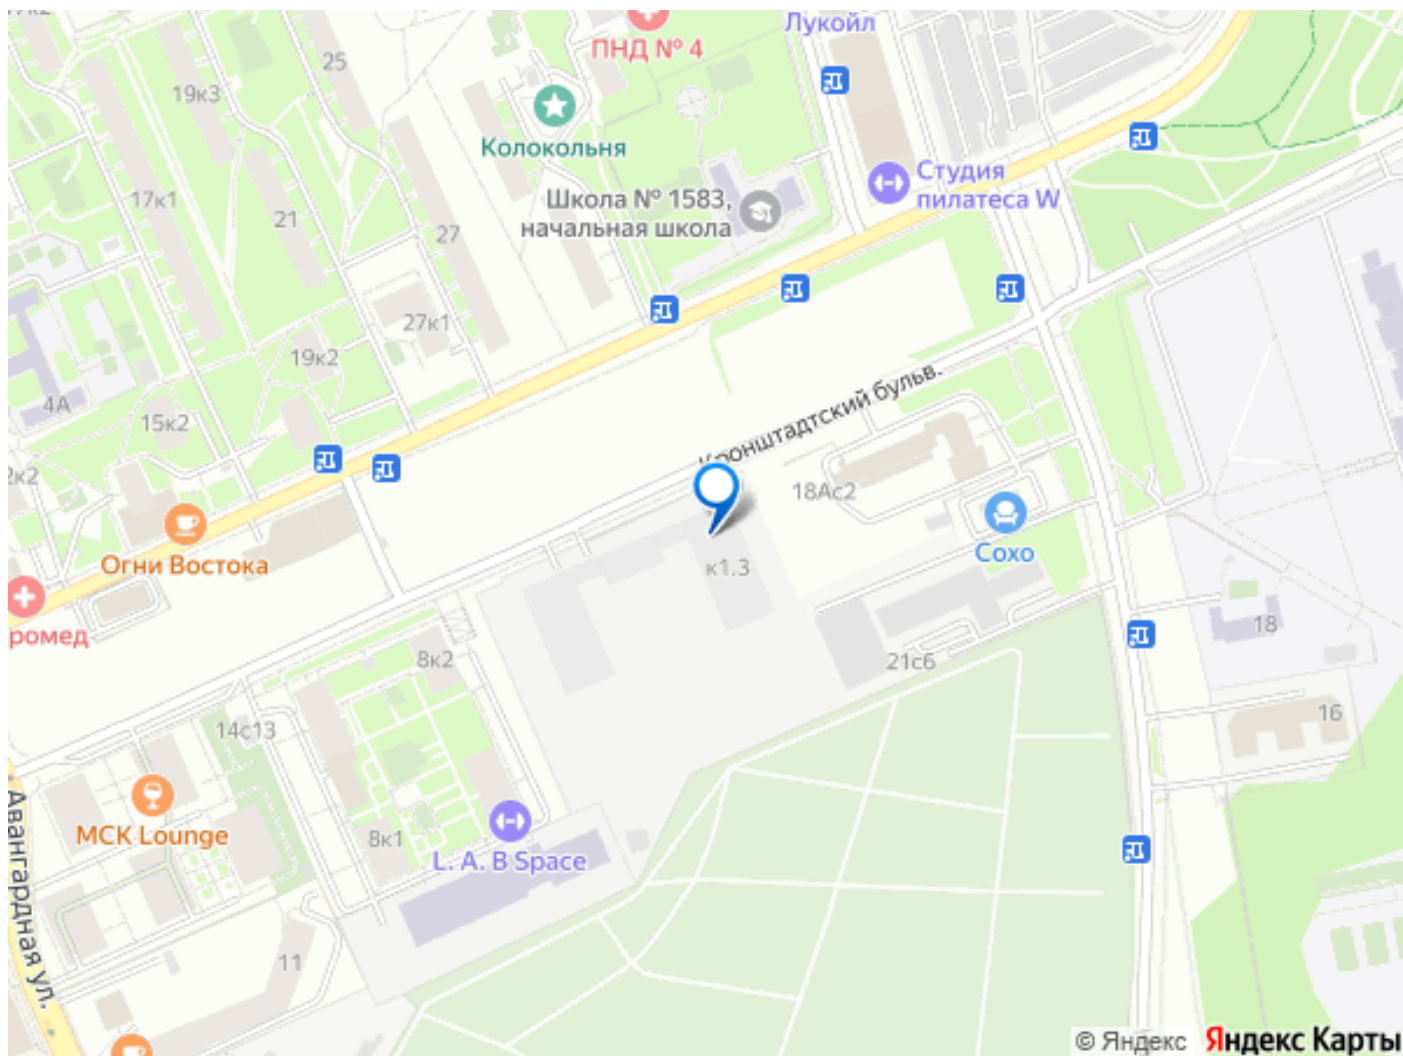 Лукойл
ПНД № 4
25
19к3
Колокольня
Студия
пилатеса W
Школа № 1583,
начальная школа
17к1
21
27
27к1
19к2
4А
15к2
Кронштадтский бульв.
18Ас2
Огни Востока
Сохо
к1.3
ромед
18
8к2
21с6
16
14с13
Авангардная ул.
MCK Lounge
8к1
L. A. B Space
11
© Яндекс
Яндекс Карты